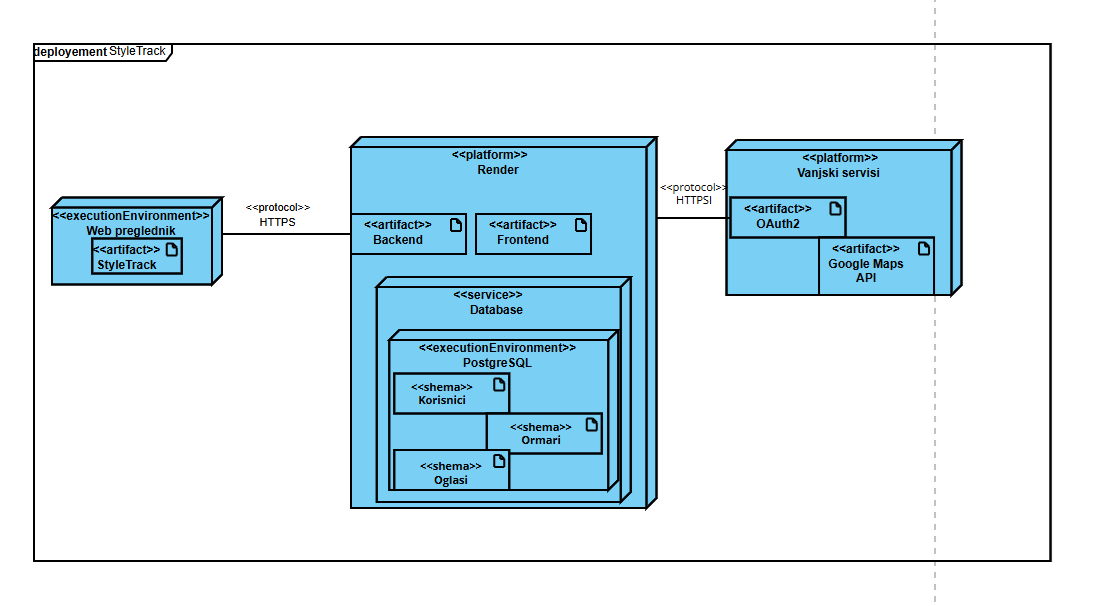 deployement StyleTrack
<<executionEnvironment>>
Web preglednik
<<artifact>>
StyleTrack
<<protocol>>
HTTPS
<<platform>>
Render
<<artifact>>
Backend
<<artifact>>
Frontend
<<service>>
Database
<<executionEnvironment>>
PostgreSQL
<<shema>>
Korisnici
<<shema>>
Ormari
<<shema>>
Oglasi
<<protocol>>
HTTPSI
<<platform>>
Vanjski servisi
<<artifact>>
OAuth2
<<artifact>>
Google Maps
API